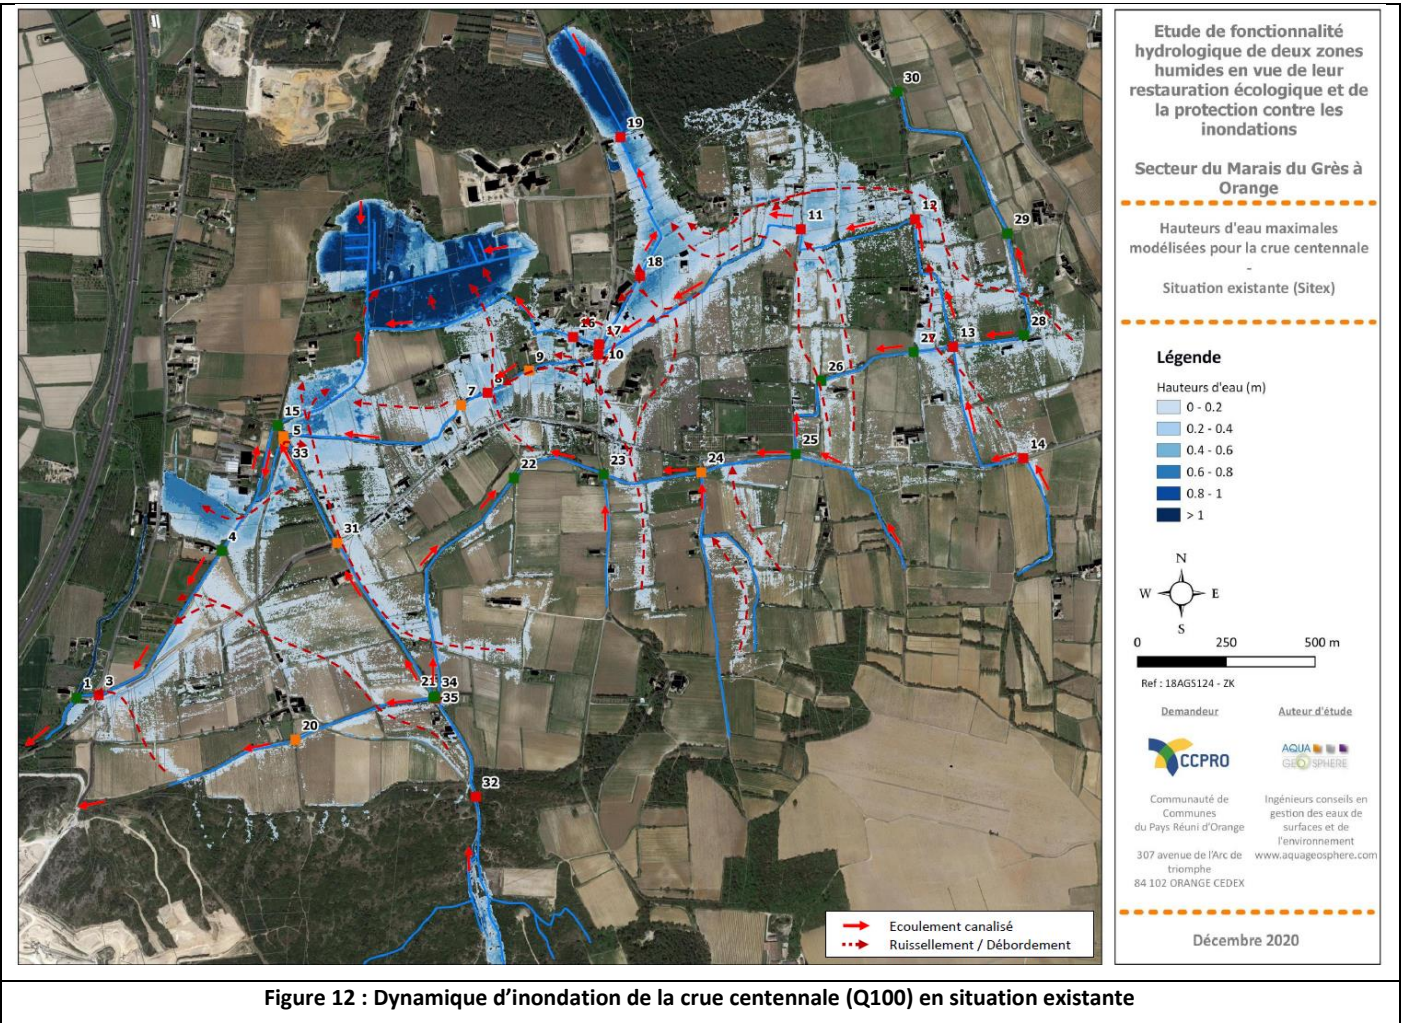 30
19
29
11
12
18
28
16
17
27
13
10
9
26
8
7
15
5
33
14
25
24
22
23
31
4
1
3
21
34
35
20
32
Ecoulement canalisé
Ruissellement / Débordement
Etude de fonctionnalité
hydrologique de deux zones
humides en vue de leur
restauration écologique et de
la protection contre les
inondations
Secteur du Marais du Grès à
Orange
Hauteurs d'eau maximales
modélisées pour la crue centennale
-
Situation existante (Sitex)
Légende
Hauteurs d'eau (m)
0 - 0.2
0.2 - 0.4
0.4 - 0.6
0.6 - 0.8
0.8 - 1
> 1
N
W
E
S
0 250 500 m
Ref : 18AGS124 - ZK
Demandeur
CCPRO
Communauté de
Communes
du Pays Réuni d'Orange
307 avenue de l'Arc de
triomphe
84 102 ORANGE CEDEX
Auteur d'étude
AQUA
GEOSPHERE
Ingénieurs conseils en
gestion des eaux de
surfaces et de
l'environnement
www.aquageosphere.com
Décembre 2020
Figure 12 : Dynamique d'inondation de la crue centennale (Q100) en situation existante